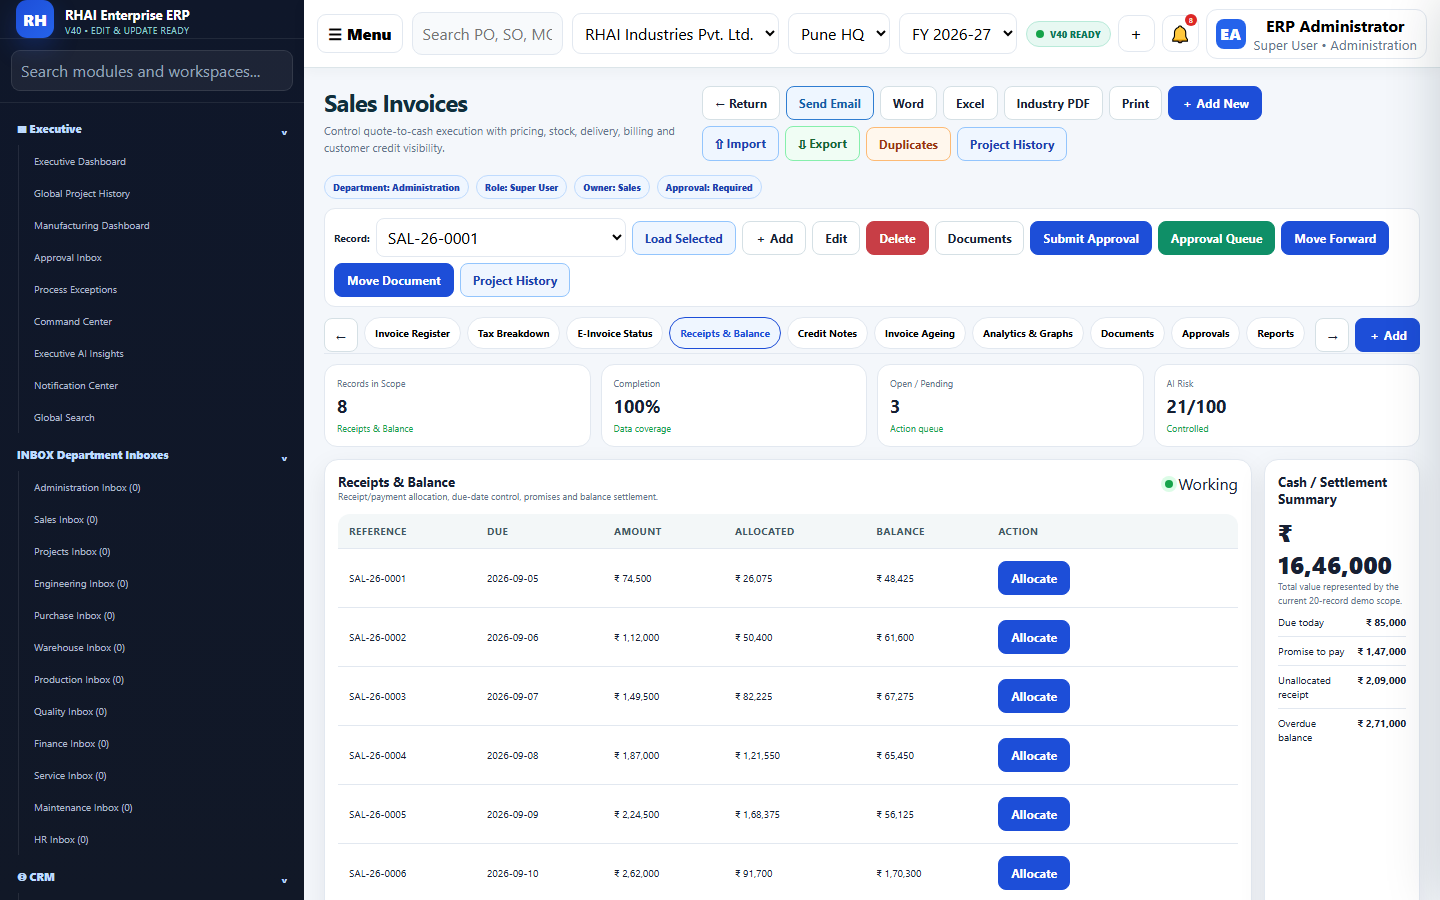 RH
RHAI Enterprise ERP
V40 • EDIT & UPDATE READY
Search modules and workspaces...
Executive
Executive Dashboard
Global Project History
Manufacturing Dashboard
Approval Inbox
Process Exceptions
Command Center
Executive AI Insights
Notification Center
Global Search
INBOX Department Inboxes
Administration Inbox (0)
Sales Inbox (0)
Projects Inbox (0)
Engineering Inbox (0)
Purchase Inbox (0)
Warehouse Inbox (0)
Production Inbox (0)
Quality Inbox (0)
Finance Inbox (0)
Service Inbox (0)
Maintenance Inbox (0)
HR Inbox (0)
CRM
☰ Menu
Search PO, SO, MC
RHAI Industries Pvt. Ltd.
Pune HQ
FY 2026-27
V40 READY
+
8
EA
ERP Administrator
Super User • Administration
Sales Invoices
Control quote-to-cash execution with pricing, stock, delivery, billing and
customer credit visibility.
← Return
Send Email
Word
Excel
Industry PDF
Print
+ Add New
⇧ Import
⇩ Export
Duplicates
Project History
Department: Administration
Role: Super User
Owner: Sales
Approval: Required
Record:
SAL-26-0001
Load Selected
+ Add
Edit
Delete
Documents
Submit Approval
Approval Queue
Move Forward
Move Document
Project History
←
Invoice Register
Tax Breakdown
E-Invoice Status
Receipts & Balance
Credit Notes
Invoice Ageing
Analytics & Graphs
Documents
Approvals
Reports
→
+ Add
Records in Scope
8
Receipts & Balance
Completion
100%
Data coverage
Open / Pending
3
Action queue
AI Risk
21/100
Controlled
Receipts & Balance
Receipt/payment allocation, due-date control, promises and balance settlement.
Working
REFERENCE DUE AMOUNT ALLOCATED BALANCE ACTION
SAL-26-0001 2026-09-05 ₹ 74,500 ₹ 26,075 ₹ 48,425 Allocate
SAL-26-0002 2026-09-06 ₹ 1,12,000 ₹ 50,400 ₹ 61,600 Allocate
SAL-26-0003 2026-09-07 ₹ 1,49,500 ₹ 82,225 ₹ 67,275 Allocate
SAL-26-0004 2026-09-08 ₹ 1,87,000 ₹ 1,21,550 ₹ 65,450 Allocate
SAL-26-0005 2026-09-09 ₹ 2,24,500 ₹ 1,68,375 ₹ 56,125 Allocate
SAL-26-0006 2026-09-10 ₹ 2,62,000 ₹ 91,700 ₹ 1,70,300 Allocate
Cash / Settlement
Summary
₹
16,46,000
Total value represented by the
current 20-record demo scope.
Due today ₹ 85,000
Promise to pay ₹ 1,47,000
Unallocated
receipt ₹ 2,09,000
Overdue
balance ₹ 2,71,000